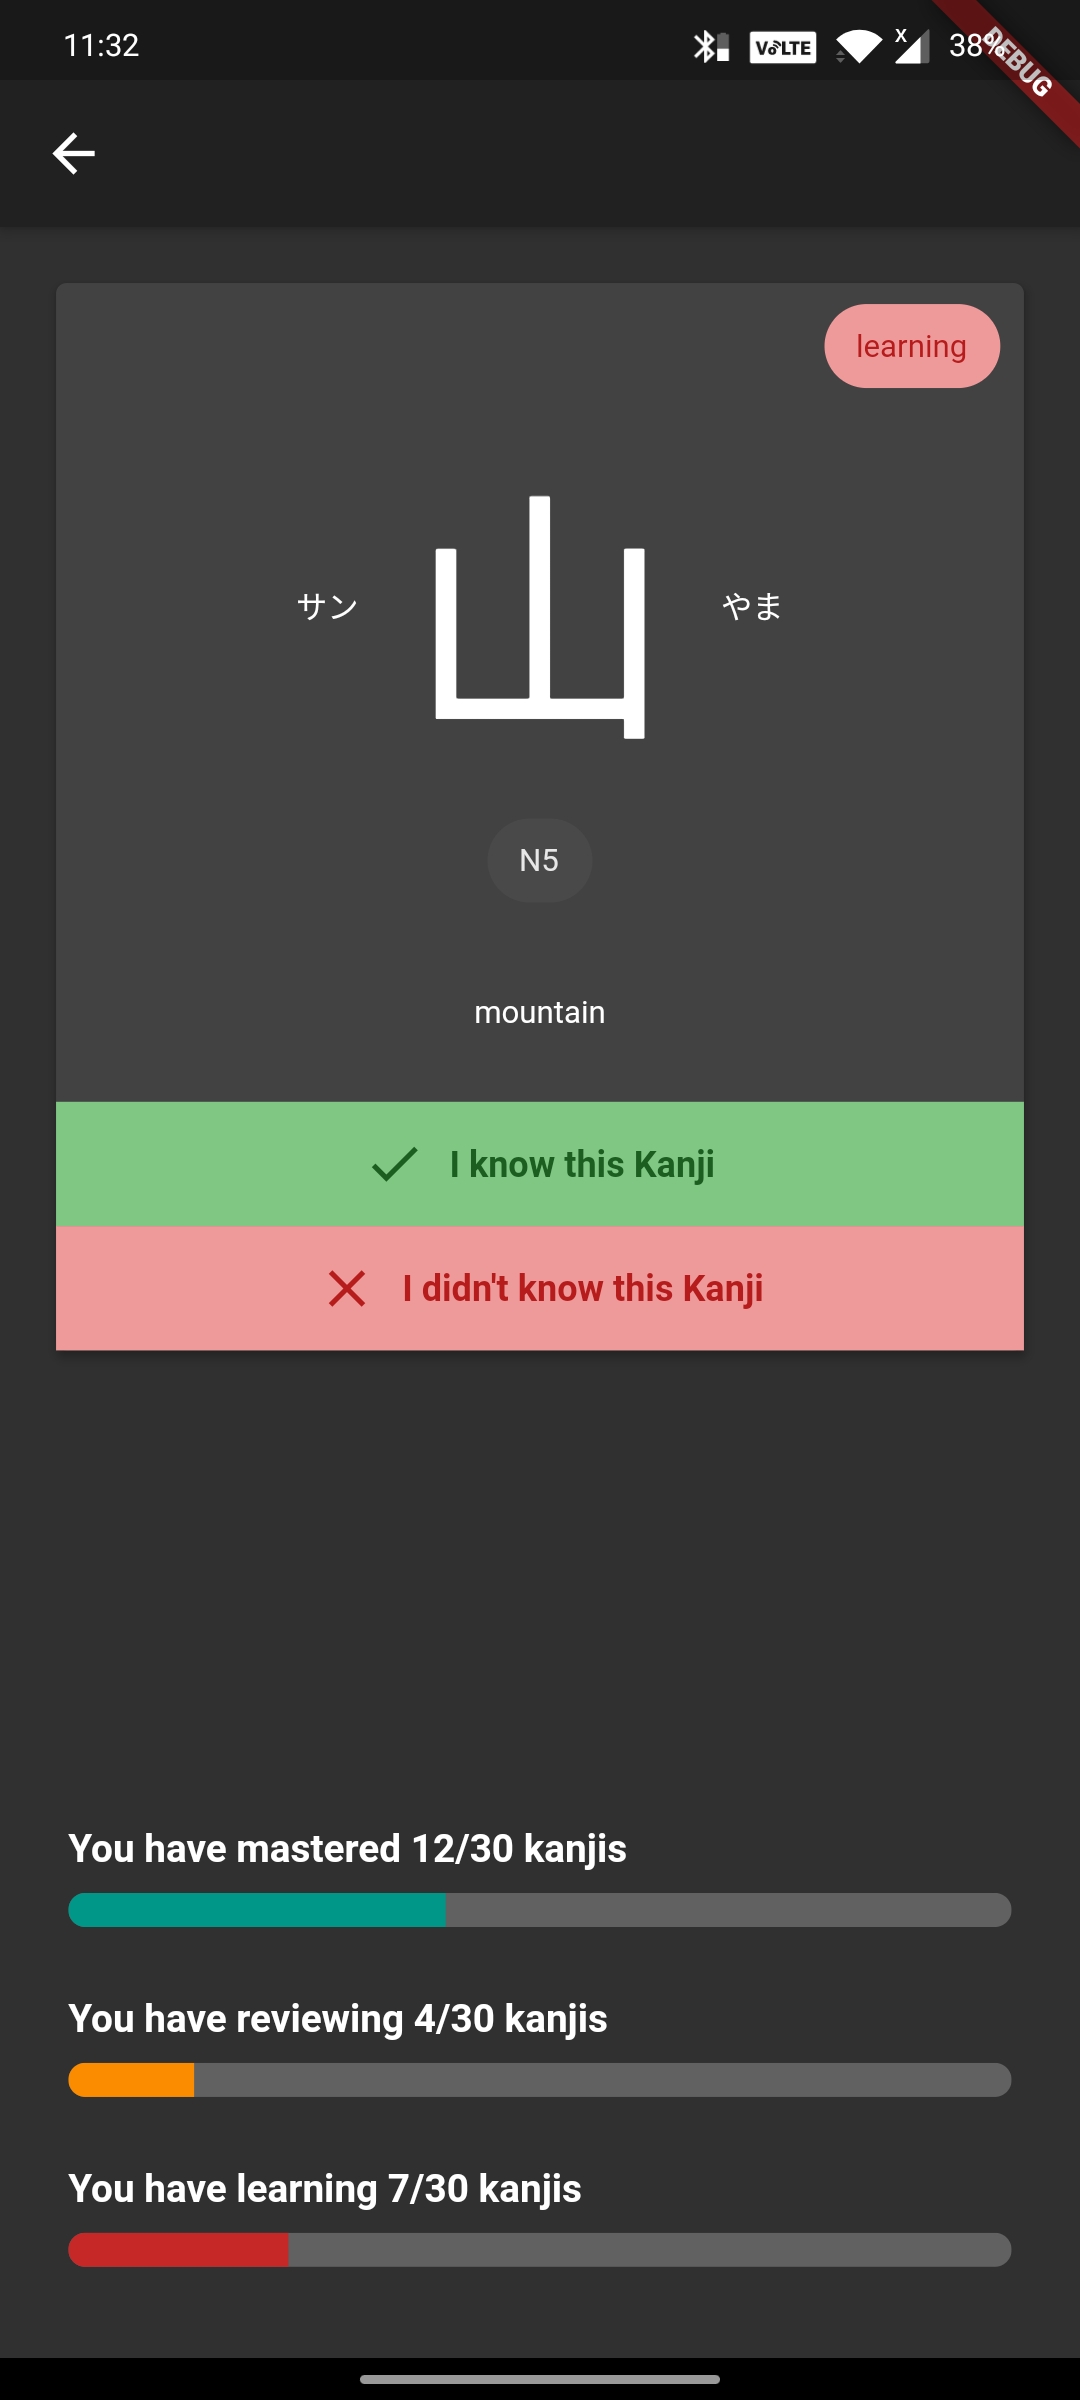 11:32
VoLTE
X
38%
DEBUG
learning
サン
山
やま
N5
mountain
I know this Kanji
I didn't know this Kanji
You have mastered 12/30 kanjis
You have reviewing 4/30 kanjis
You have learning 7/30 kanjis